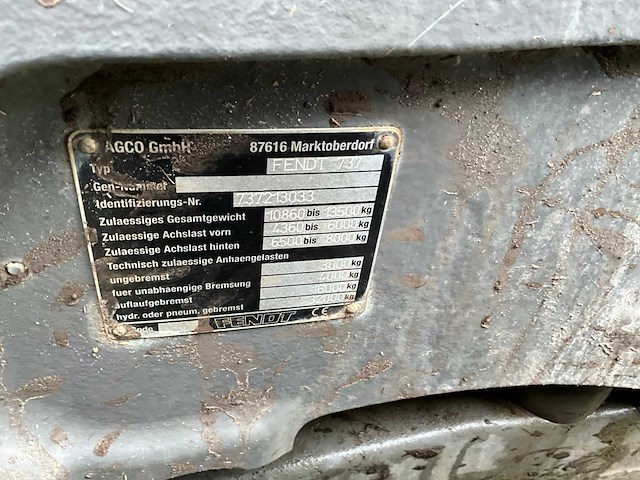 AGCO GmbH 87616 Marktoberdorf
Typ FENDT 737
Gen-Nummer
Identifizierungs-Nr. 737213033
Zulaessiges Gesamtgewicht 10860 bis 13500 kg
Zulaessige Achslast vorn 4360 bis 6000 kg
Zulaessige Achslast hinten 6500 bis 8000 kg
Technisch zulaessige Anhaengelasten
ungebremst kg
fuer unabhaengige Bremsung 4000 kg
auflaufgebremst kg
hydr. oder pneum. gebremst 32000 kg
Code FENDT CE